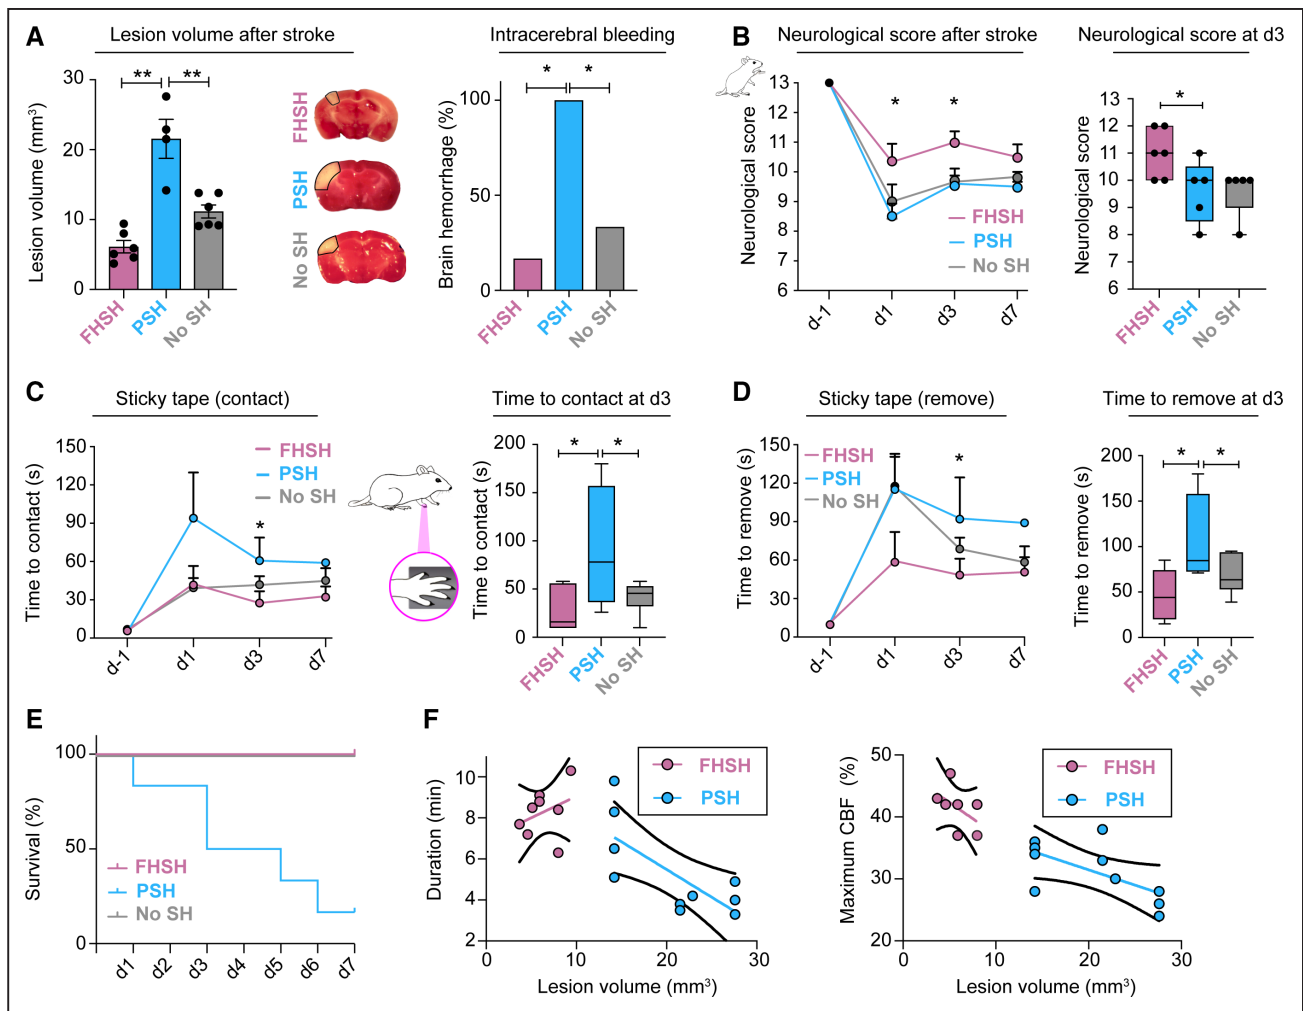 A
Lesion volume after stroke
Lesion volume (mm³)
30
20
10
0
** **
FHSH
PSH
No SH
FHSH
PSH
No SH
Intracerebral bleeding
Brain hemorrhage (%)
100
50
0
* *
FHSH
PSH
No SH
B
Neurological score after stroke
Neurological score
13
12
11
10
9
8
7
6
* *
FHSH
PSH
No SH
d-1 d1 d3 d7
Neurological score at d3
Neurological score
13
12
11
10
9
8
7
6
*
FHSH
PSH
No SH
C
Sticky tape (contact)
Time to contact (s)
150
120
90
60
30
0
FHSH
PSH
No SH
*
d-1 d1 d3 d7
Time to contact at d3
Time to contact (s)
200
150
100
50
0
* *
FHSH
PSH
No SH
D
Sticky tape (remove)
Time to remove (s)
150
120
90
60
30
0
FHSH
PSH
No SH
*
d-1 d1 d3 d7
Time to remove at d3
Time to remove (s)
200
150
100
50
0
* *
FHSH
PSH
No SH
E
Survival (%)
100
50
0
FHSH
PSH
No SH
d1 d2 d3 d4 d5 d6 d7
F
Duration (min)
10
8
6
4
2
FHSH
PSH
0 10 20 30
Lesion volume (mm³)
Maximum CBF (%)
50
40
30
20
FHSH
PSH
0 10 20 30
Lesion volume (mm³)